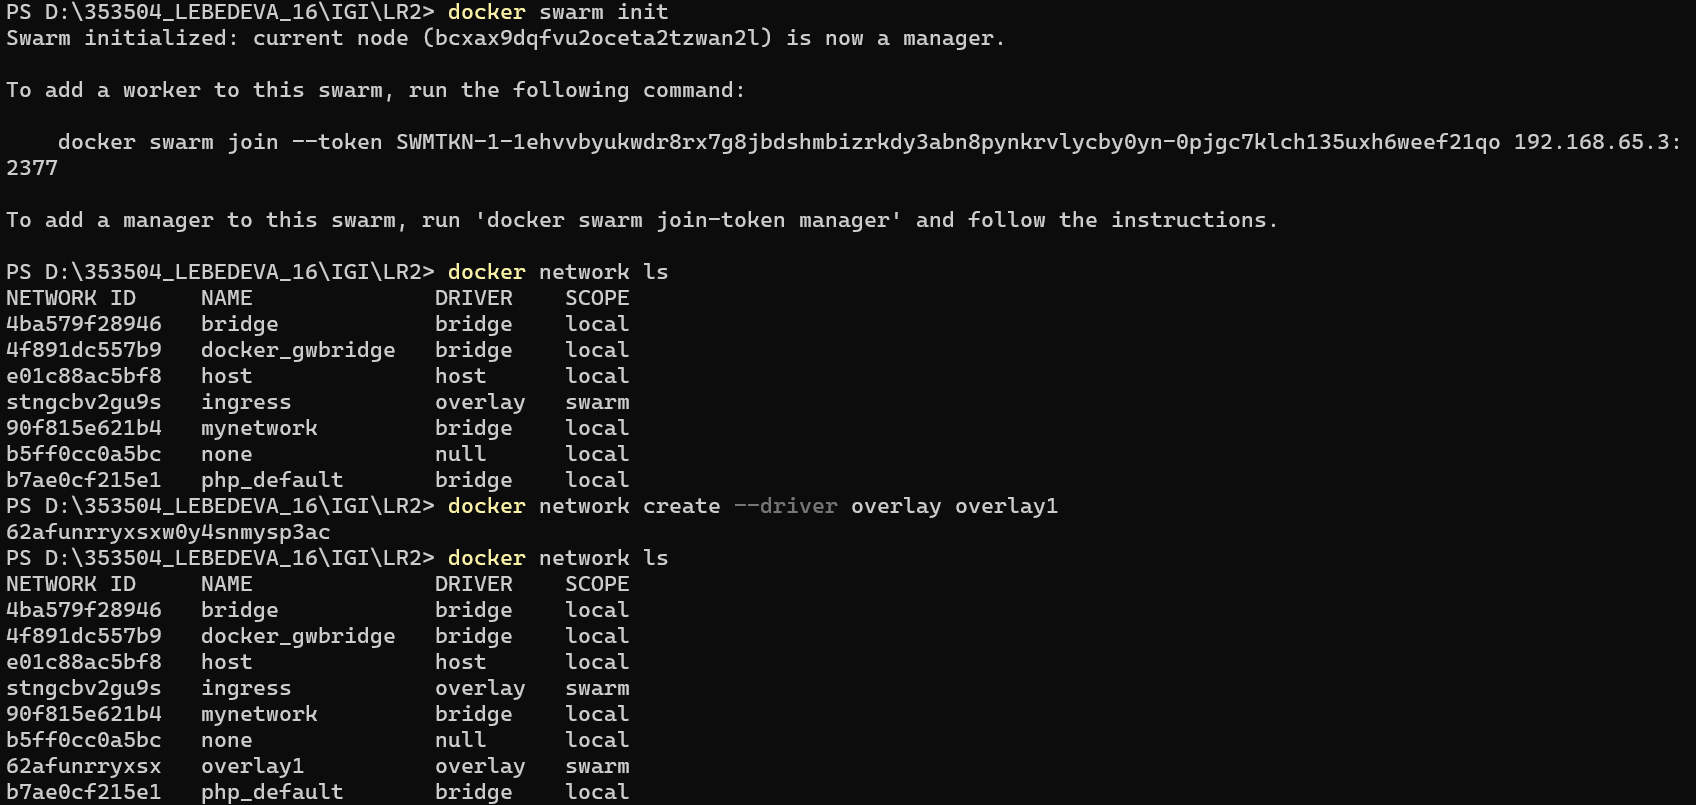 PS D:\353504_LEBEDEVA_16\IGI\LR2> docker swarm init
Swarm initialized: current node (bcxax9dqfvu2oceta2tzwan2l) is now a manager.
To add a worker to this swarm, run the following command:
docker swarm join --token SWMTKN-1-1ehvvbyukwdr8rx7g8jbdshmbizrkdy3abn8pynkrvlycby0yn-0pjgc7klch135uxh6weef21qo 192.168.65.3:
2377
To add a manager to this swarm, run 'docker swarm join-token manager' and follow the instructions.
PS D:\353504_LEBEDEVA_16\IGI\LR2> docker network ls
NETWORK ID     NAME              DRIVER    SCOPE
4ba579f28946   bridge            bridge    local
4f891dc557b9   docker_gwbridge   bridge    local
e01c88ac5bf8   host              host      local
stngcbv2gu9s   ingress           overlay   swarm
90f815e621b4   mynetwork         bridge    local
b5ff0cc0a5bc   none              null      local
b7ae0cf215e1   php_default       bridge    local
PS D:\353504_LEBEDEVA_16\IGI\LR2> docker network create --driver overlay overlay1
62afunrryxsxw0y4snmysp3ac
PS D:\353504_LEBEDEVA_16\IGI\LR2> docker network ls
NETWORK ID     NAME              DRIVER    SCOPE
4ba579f28946   bridge            bridge    local
4f891dc557b9   docker_gwbridge   bridge    local
e01c88ac5bf8   host              host      local
stngcbv2gu9s   ingress           overlay   swarm
90f815e621b4   mynetwork         bridge    local
b5ff0cc0a5bc   none              null      local
62afunrryxsx   overlay1          overlay   swarm
b7ae0cf215e1   php_default       bridge    local